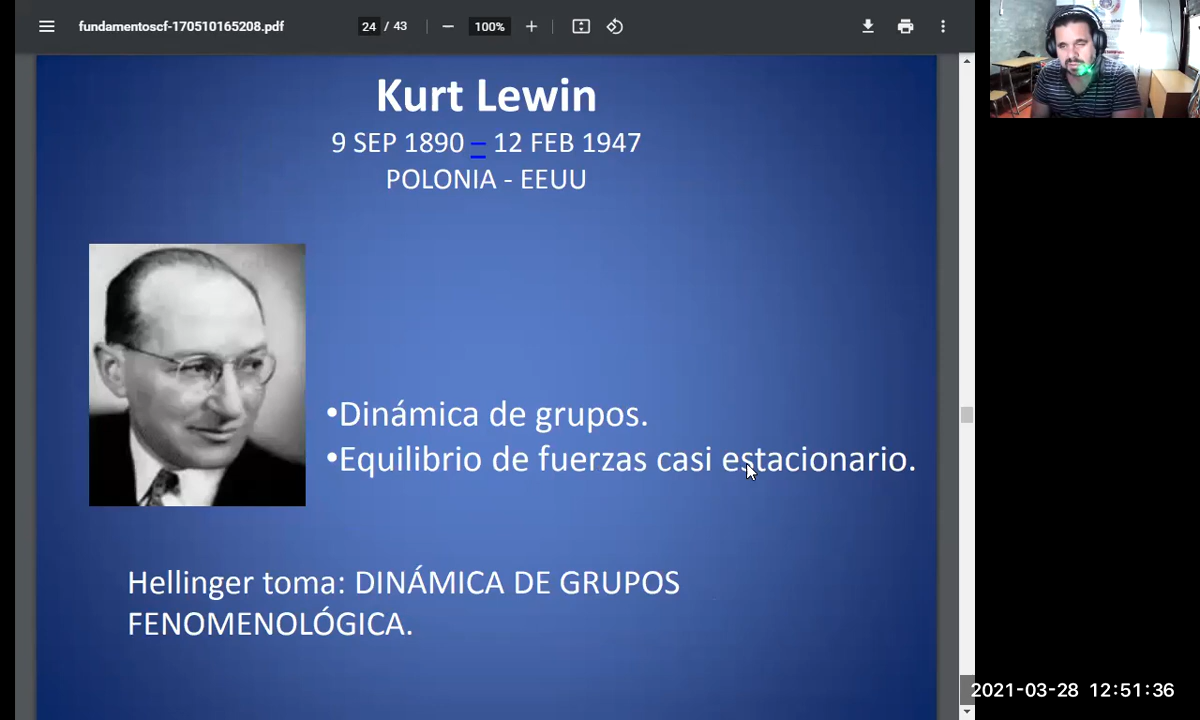 fundamentoscf-170510165208.pdf
24 / 43
100%
Kurt Lewin
9 SEP 1890 – 12 FEB 1947
POLONIA - EEUU
•Dinámica de grupos.
•Equilibrio de fuerzas casi estacionario.
Hellinger toma: DINÁMICA DE GRUPOS
FENOMENOLÓGICA.
2021-03-28 12:51:36